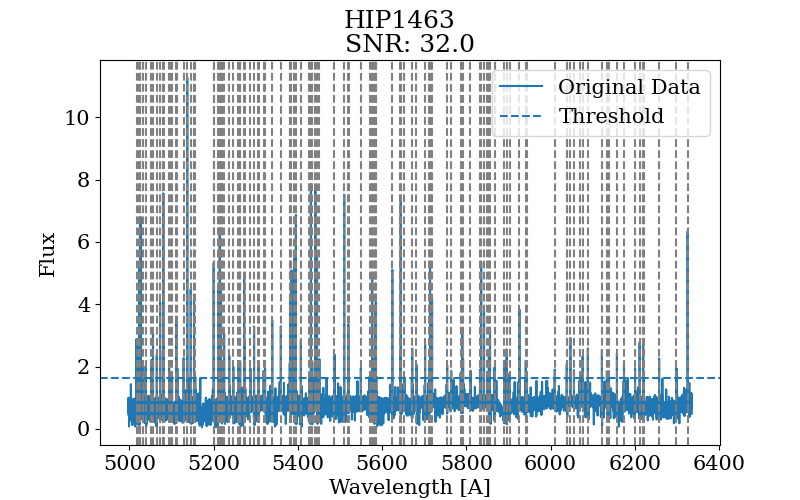 HIP1463
SNR: 32.0
Original Data
Threshold
Flux
10
8
6
4
2
0
5000 5200 5400 5600 5800 6000 6200 6400
Wavelength [A]